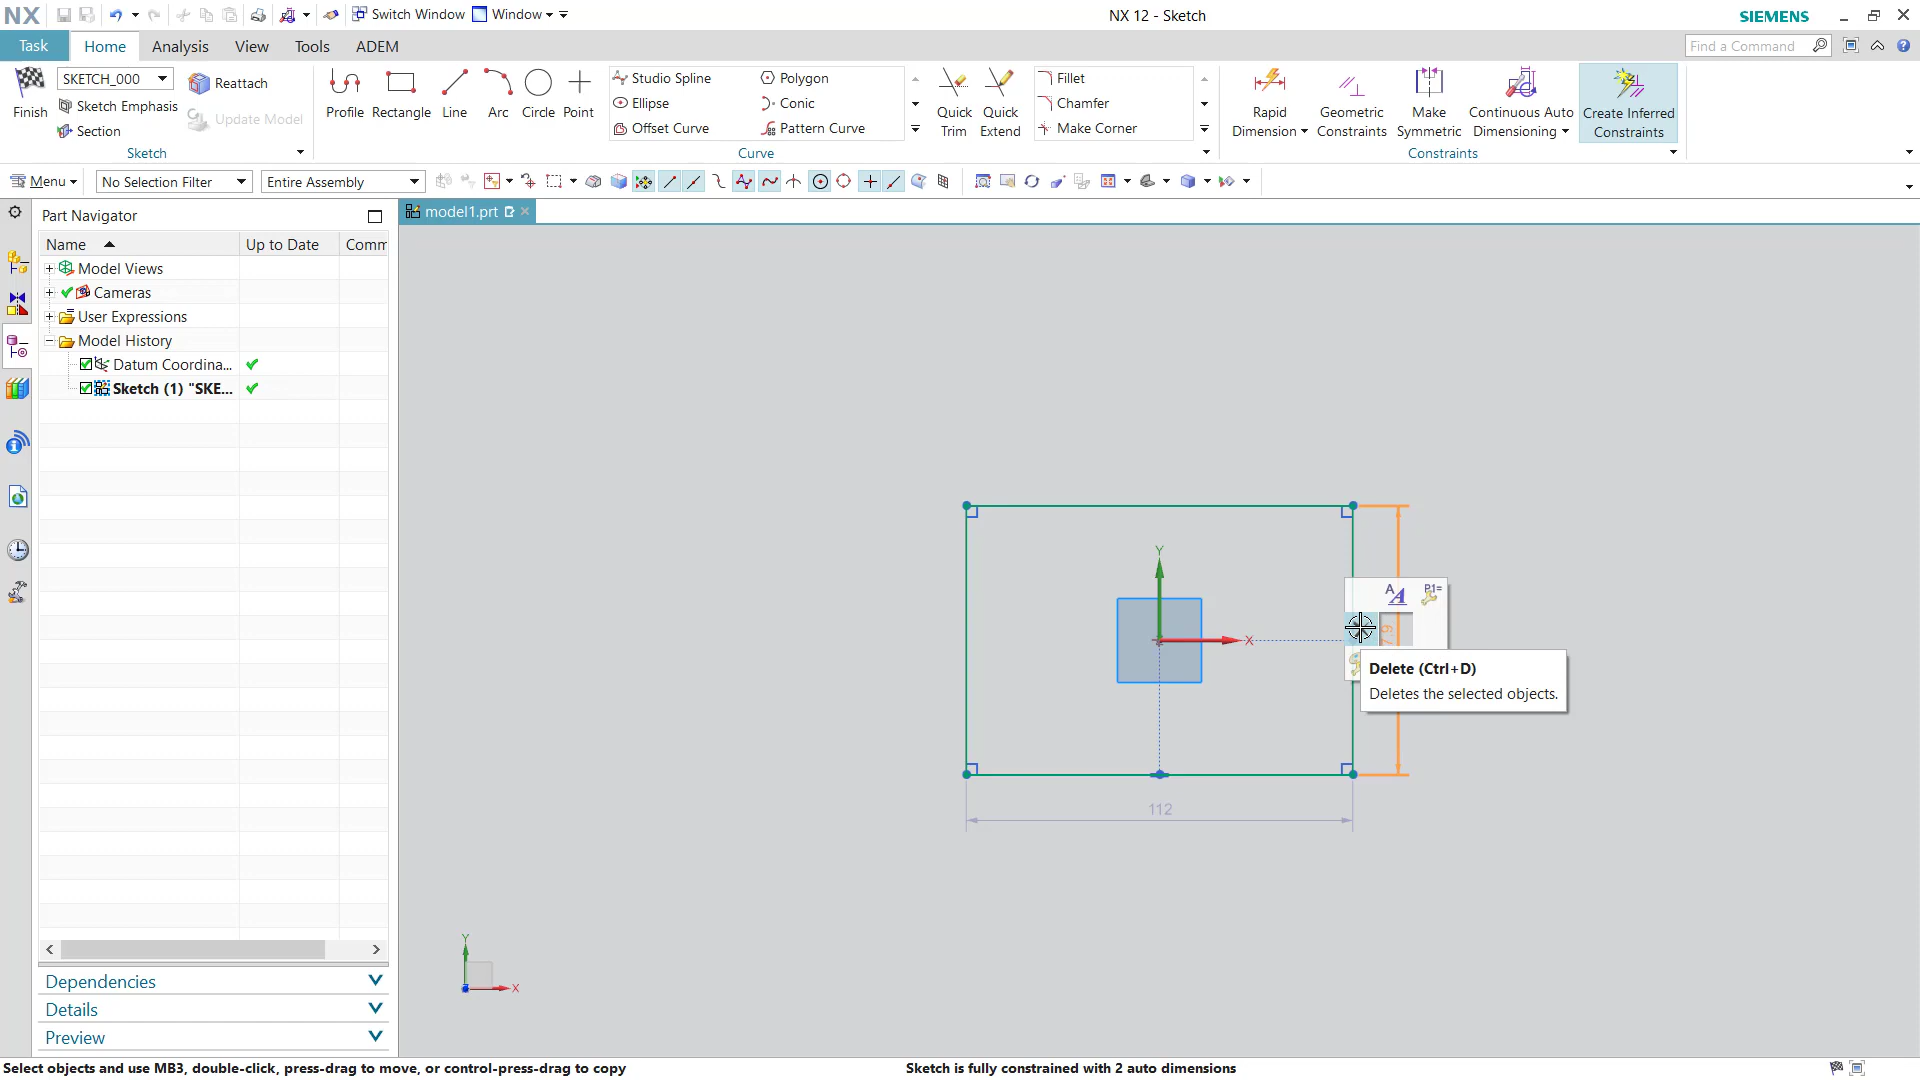 NX
Switch Window
Window
NX 12 - Sketch
SIEMENS
Task
Home
Analysis
View
Tools
ADEM
Find a Command
SKETCH_000
Reattach
Finish
Sketch Emphasis
Section
Update Model
Sketch
Profile
Rectangle
Line
Arc
Circle
Point
Studio Spline
Polygon
Ellipse
Conic
Offset Curve
Pattern Curve
Quick
Trim
Quick
Extend
Fillet
Chamfer
Make Corner
Curve
Rapid
Dimension
Geometric
Constraints
Make
Symmetric
Continuous Auto
Dimensioning
Create Inferred
Constraints
Constraints
Menu
No Selection Filter
Entire Assembly
Part Navigator
model1.prt
Name
Up to Date
Comm
Model Views
Cameras
User Expressions
Model History
Datum Coordina...
Sketch (1) "SKE...
Y
X
P1=
Delete (Ctrl+D)
Deletes the selected objects.
112
Y
X
Dependencies
Details
Preview
Select objects and use MB3, double-click, press-drag to move, or control-press-drag to copy
Sketch is fully constrained with 2 auto dimensions